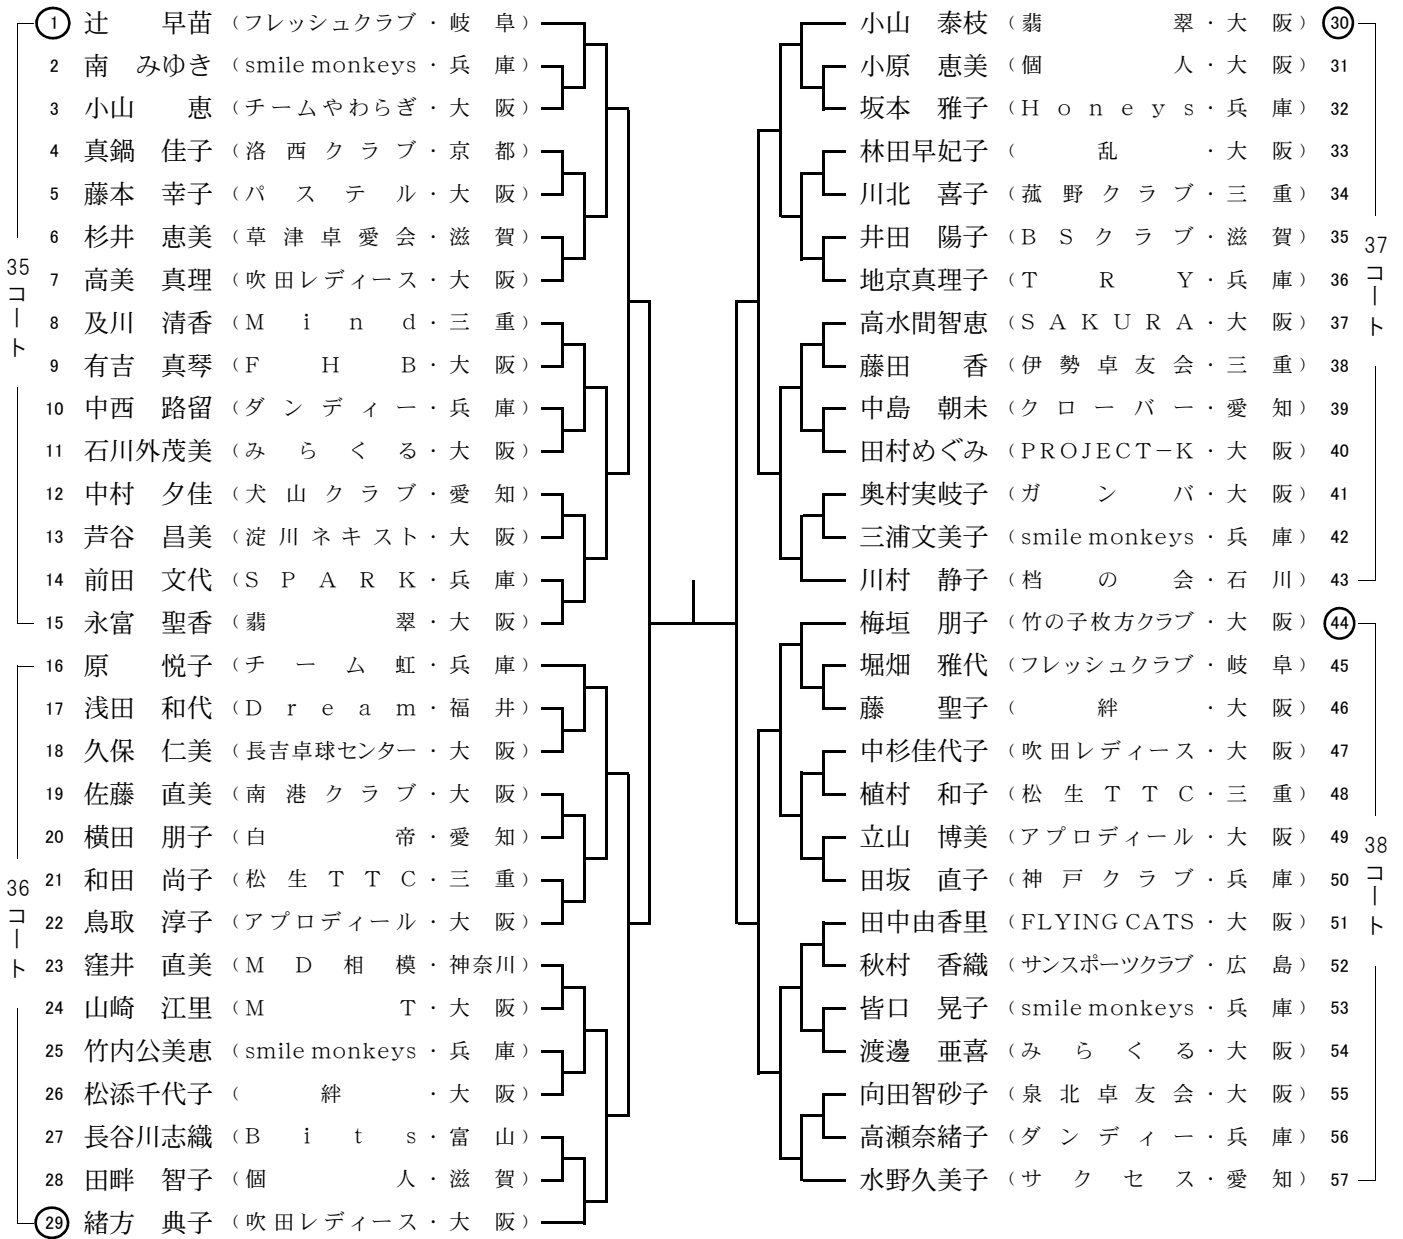 1 辻 早苗 (フレッシュクラブ・岐阜)
2 南 みゆき (smile monkeys・兵庫)
3 小山 恵 (チームやわらぎ・大阪)
4 真鍋 佳子 (洛西クラブ・京都)
5 藤本 幸子 (パステル・大阪)
6 杉井 恵美 (草津卓愛会・滋賀)
7 高美 真理 (吹田レディース・大阪)
8 及川 清香 (Mind・三重)
9 有吉 真琴 (FHB・大阪)
10 中西 路留 (ダンディー・兵庫)
11 石川外茂美 (みらくる・大阪)
12 中村 夕佳 (犬山クラブ・愛知)
13 芦谷 昌美 (淀川ネキスト・大阪)
14 前田 文代 (SPARK・兵庫)
15 永富 聖香 (翡翠・大阪)
35コート
16 原 悦子 (チーム虹・兵庫)
17 浅田 和代 (Dream・福井)
18 久保 仁美 (長吉卓球センター・大阪)
19 佐藤 直美 (南港クラブ・大阪)
20 横田 朋子 (白帝・愛知)
21 和田 尚子 (松生TTC・三重)
22 鳥取 淳子 (アプロディール・大阪)
23 窪井 直美 (MD相模・神奈川)
24 山崎 江里 (MT・大阪)
25 竹内公美恵 (smile monkeys・兵庫)
26 松添千代子 (絆・大阪)
27 長谷川志織 (Bits・富山)
28 田畔 智子 (個人・滋賀)
29 緒方 典子 (吹田レディース・大阪)
36コート
小山 泰枝 (翡翠・大阪) 30
小原 恵美 (個人・大阪) 31
坂本 雅子 (Honeys・兵庫) 32
林田早妃子 (乱・大阪) 33
川北 喜子 (菰野クラブ・三重) 34
井田 陽子 (BSクラブ・滋賀) 35
地京真理子 (TRY・兵庫) 36
高水間智恵 (SAKURA・大阪) 37
藤田 香 (伊勢卓友会・三重) 38
中島 朝未 (クローバー・愛知) 39
田村めぐみ (PROJECT−K・大阪) 40
奥村実岐子 (ガンバ・大阪) 41
三浦文美子 (smile monkeys・兵庫) 42
川村 静子 (档の会・石川) 43
37コート
梅垣 朋子 (竹の子枚方クラブ・大阪) 44
堀畑 雅代 (フレッシュクラブ・岐阜) 45
藤 聖子 (絆・大阪) 46
中杉佳代子 (吹田レディース・大阪) 47
植村 和子 (松生TTC・三重) 48
立山 博美 (アプロディール・大阪) 49
田坂 直子 (神戸クラブ・兵庫) 50
田中由香里 (FLYING CATS・大阪) 51
秋村 香織 (サンスポーツクラブ・広島) 52
皆口 晃子 (smile monkeys・兵庫) 53
渡邊 亜喜 (みらくる・大阪) 54
向田智砂子 (泉北卓友会・大阪) 55
高瀬奈緒子 (ダンディー・兵庫) 56
水野久美子 (サクセス・愛知) 57
38コート